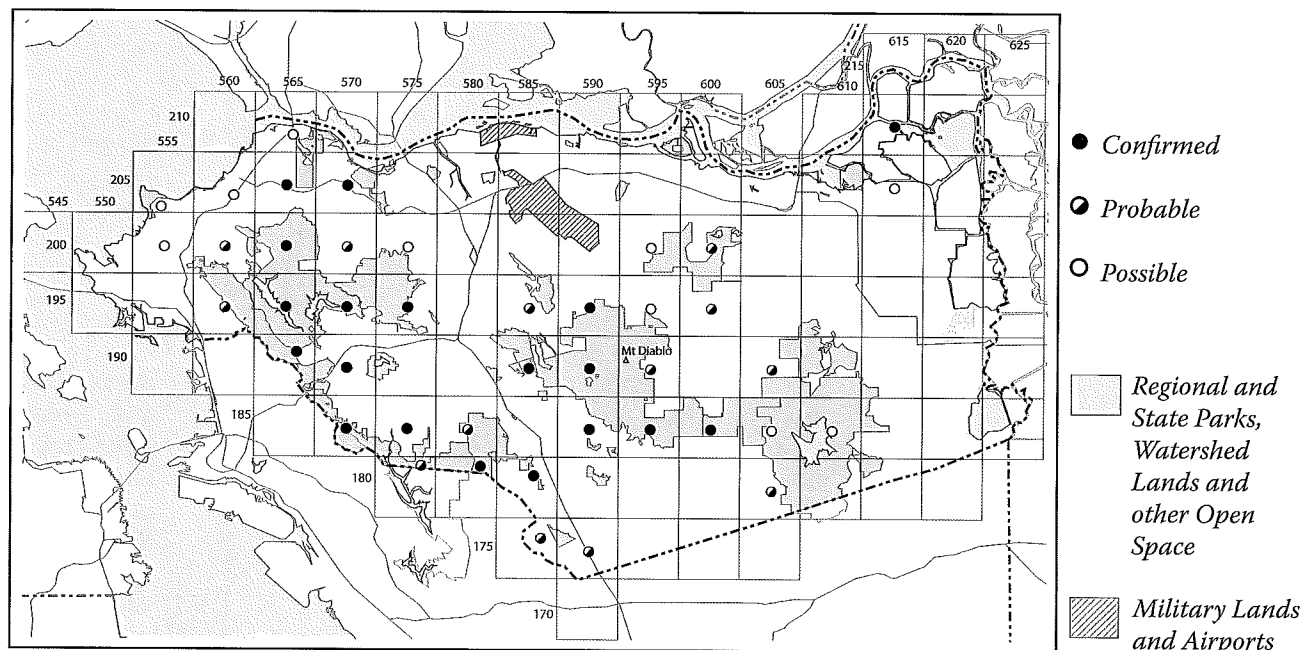 615
620
625
215
610
560
565
570
575
580
585
590
595
600
605
210
555
205
545
550
200
195
190
Mt Diablo
185
180
175
170
Confirmed
Probable
Possible
Regional and
State Parks,
Watershed
Lands and
other Open
Space
Military Lands
and Airports